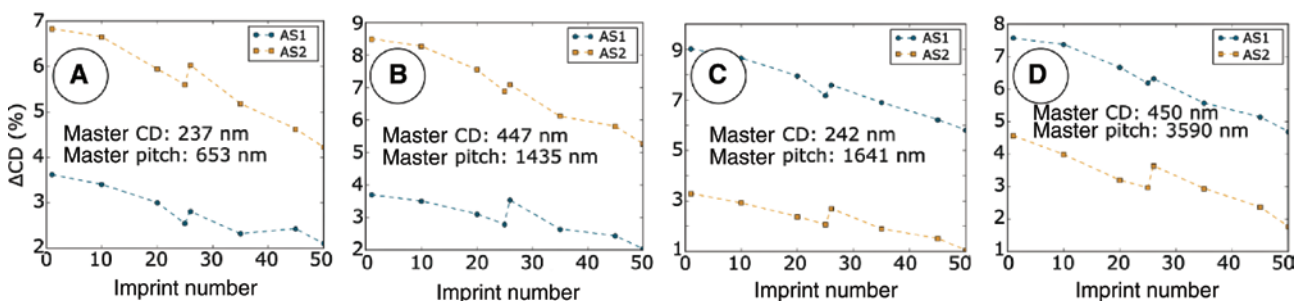 ΔCD (%)
7
6
5
4
3
2
A
AS1
AS2
Master CD: 237 nm
Master pitch: 653 nm
0 10 20 30 40 50
Imprint number
9
8
7
6
5
4
3
2
B
AS1
AS2
Master CD: 447 nm
Master pitch: 1435 nm
0 10 20 30 40 50
Imprint number
9
7
5
3
1
C
AS1
AS2
Master CD: 242 nm
Master pitch: 1641 nm
0 10 20 30 40 50
Imprint number
8
7
6
5
4
3
2
1
D
AS1
AS2
Master CD: 450 nm
Master pitch: 3590 nm
0 10 20 30 40 50
Imprint number